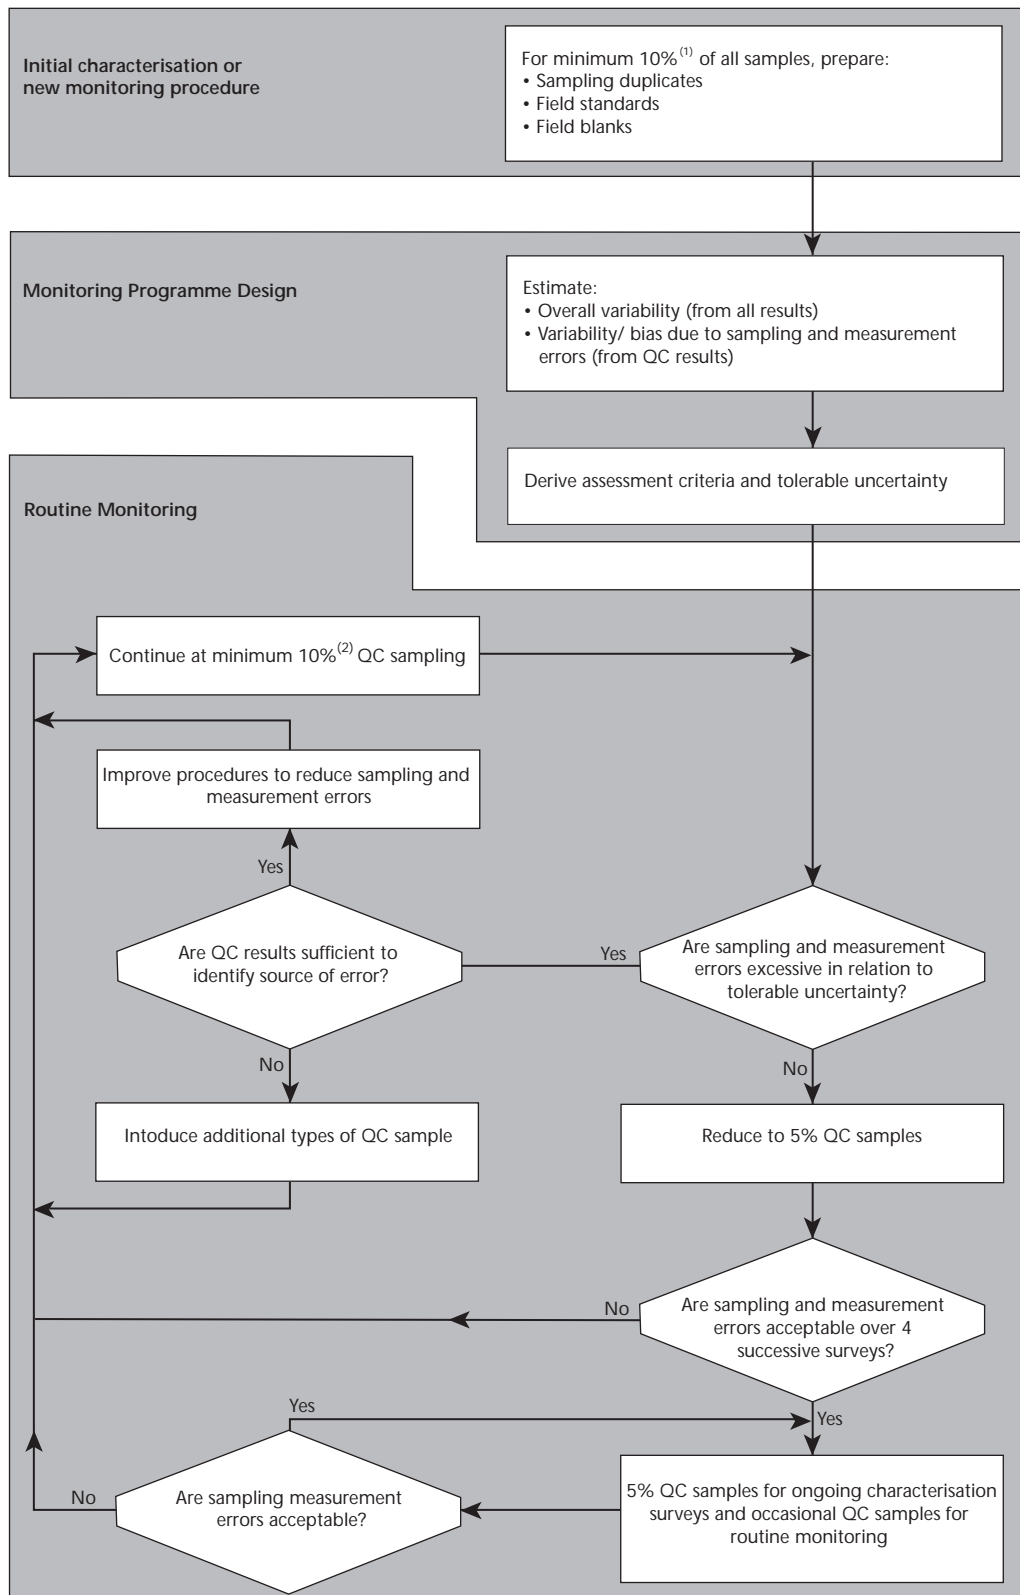 Initial characterisation or
new monitoring procedure
For minimum 10%(1) of all samples, prepare:
• Sampling duplicates
• Field standards
• Field blanks
Monitoring Programme Design
Estimate:
• Overall variability (from all results)
• Variability/ bias due to sampling and measurement
errors (from QC results)
Derive assessment criteria and tolerable uncertainty
Routine Monitoring
Continue at minimum 10%(2) QC sampling
Improve procedures to reduce sampling and
measurement errors
Yes
Are QC results sufficient to
identify source of error?
Yes
Are sampling and measurement
errors excessive in relation to
tolerable uncertainty?
No
No
Intoduce additional types of QC sample
Reduce to 5% QC samples
No
Are sampling and measurement
errors acceptable over 4
successive surveys?
Yes
Yes
No
Are sampling measurement
errors acceptable?
5% QC samples for ongoing characterisation
surveys and occasional QC samples for
routine monitoring